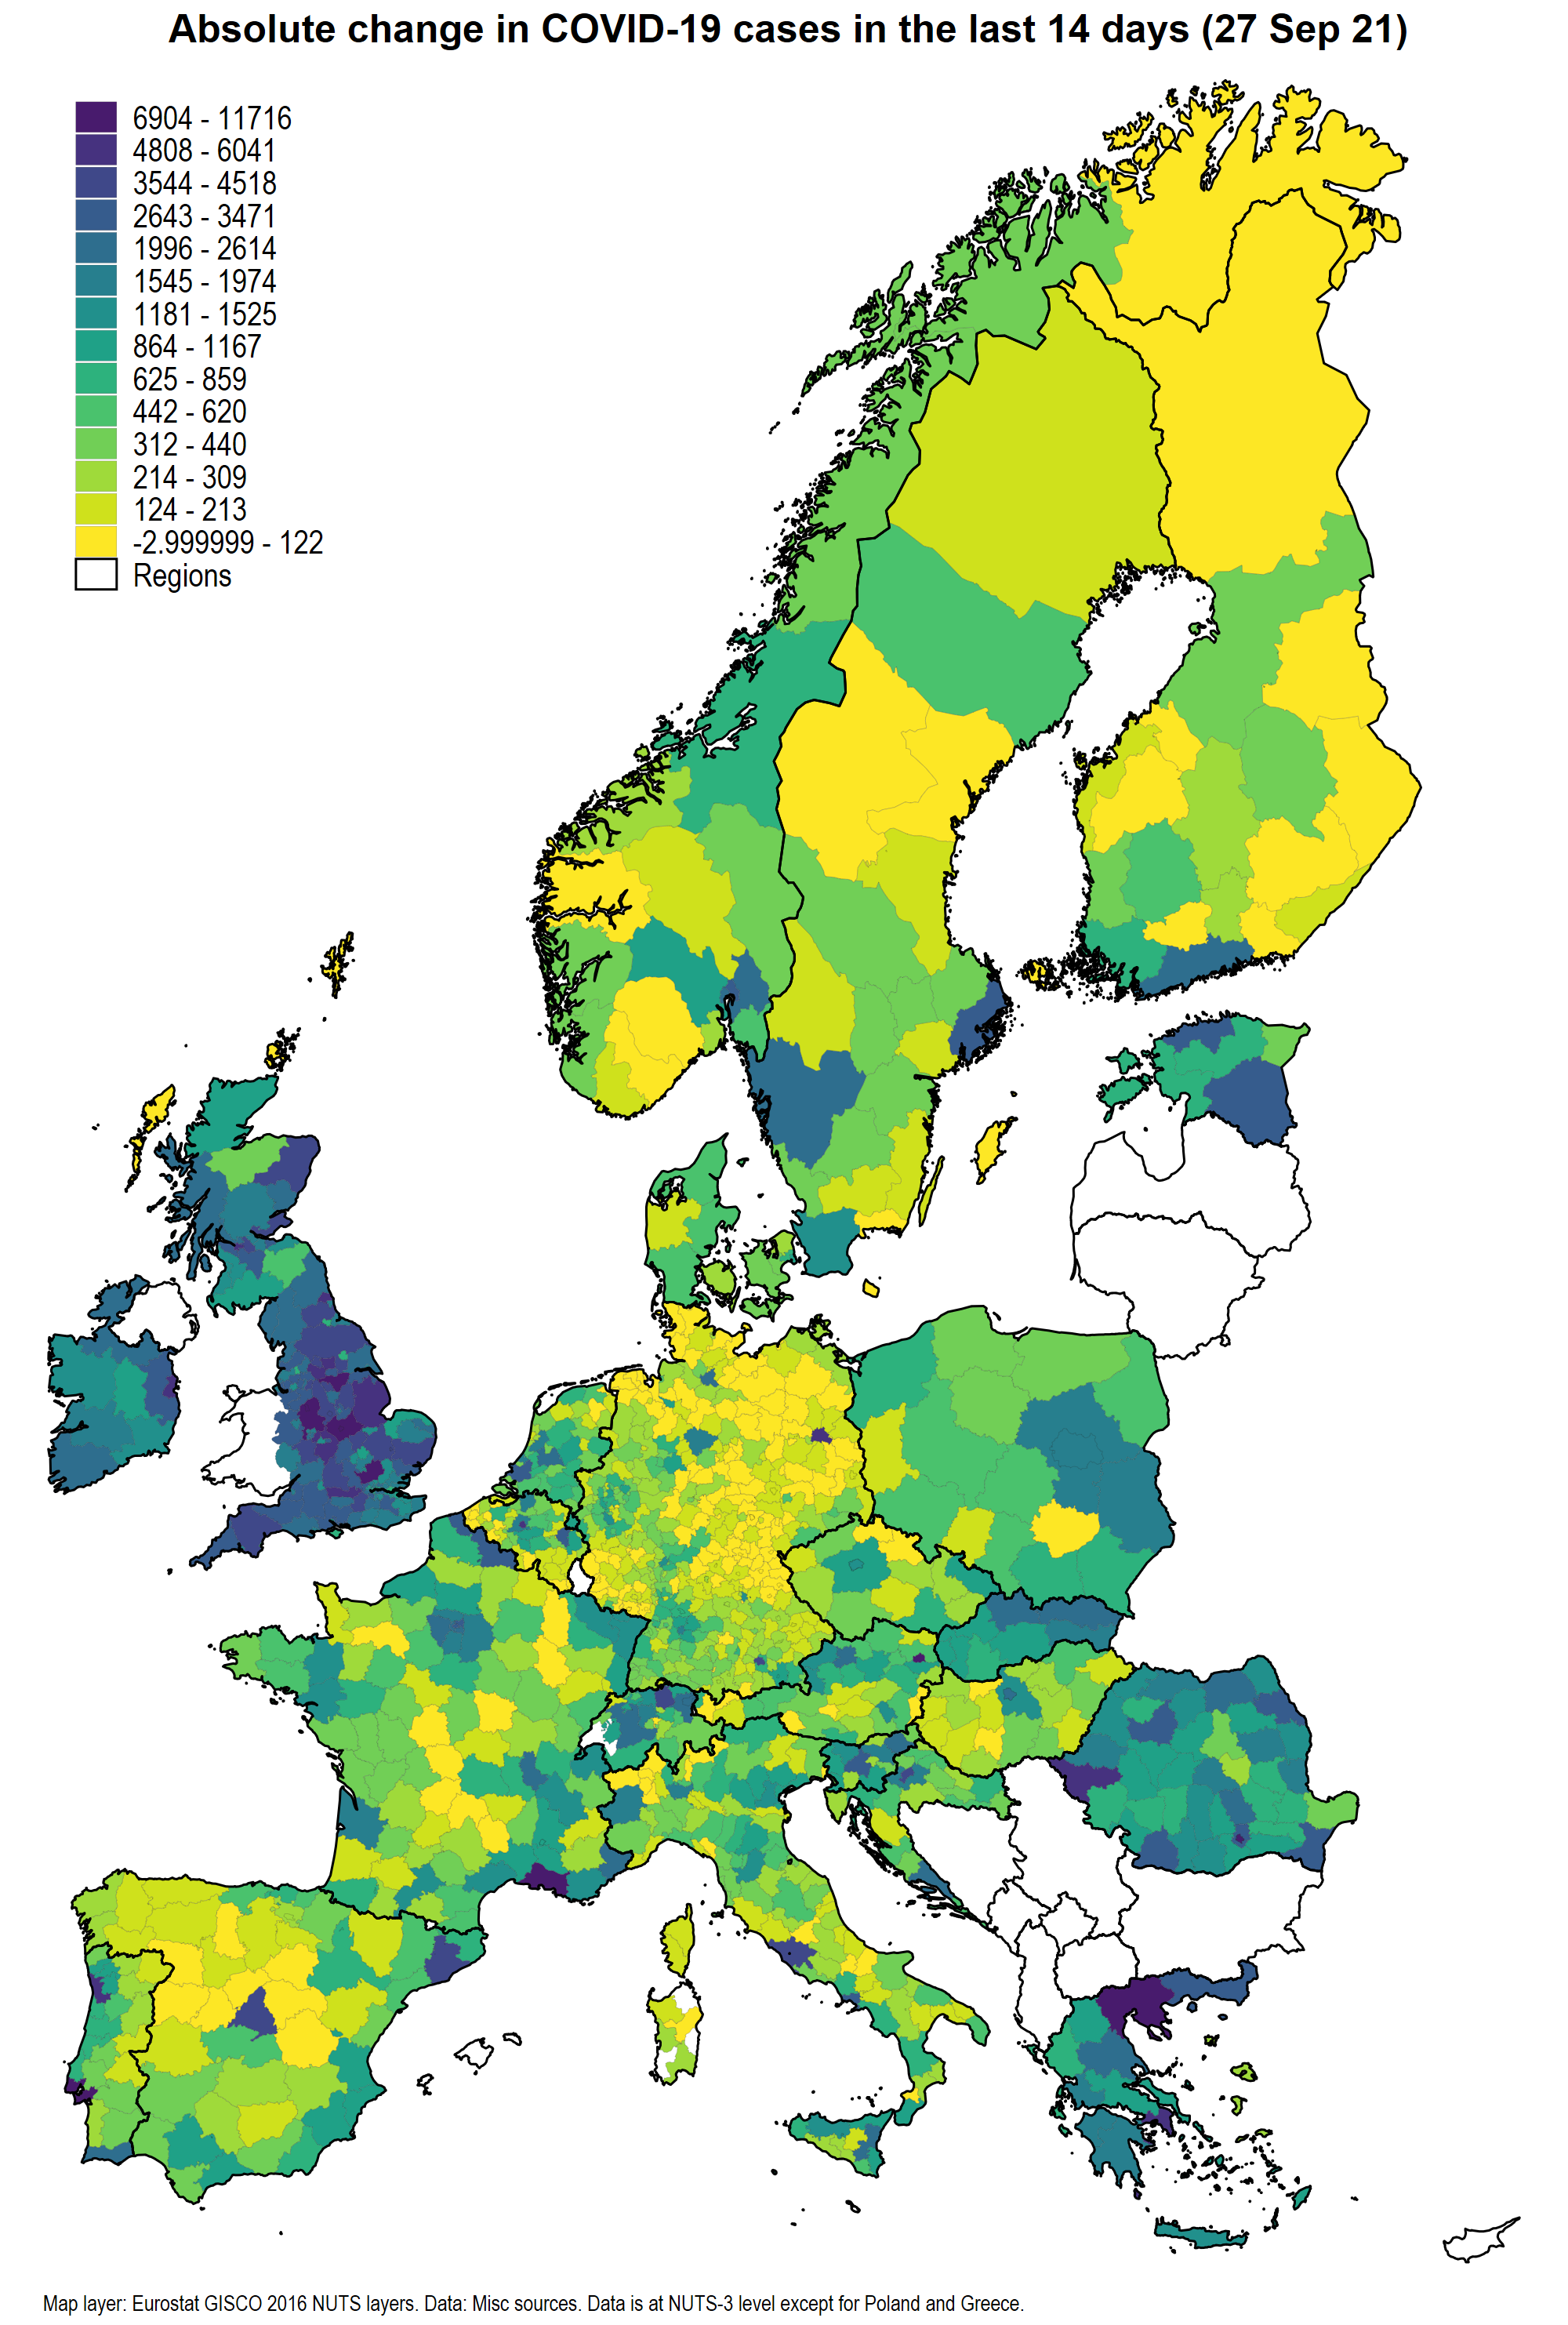 Absolute change in COVID-19 cases in the last 14 days (27 Sep 21)
6904 - 11716
4808 - 6041
3544 - 4518
2643 - 3471
1996 - 2614
1545 - 1974
1181 - 1525
864 - 1167
625 - 859
442 - 620
312 - 440
214 - 309
124 - 213
-2.999999 - 122
Regions
Map layer: Eurostat GISCO 2016 NUTS layers. Data: Misc sources. Data is at NUTS-3 level except for Poland and Greece.